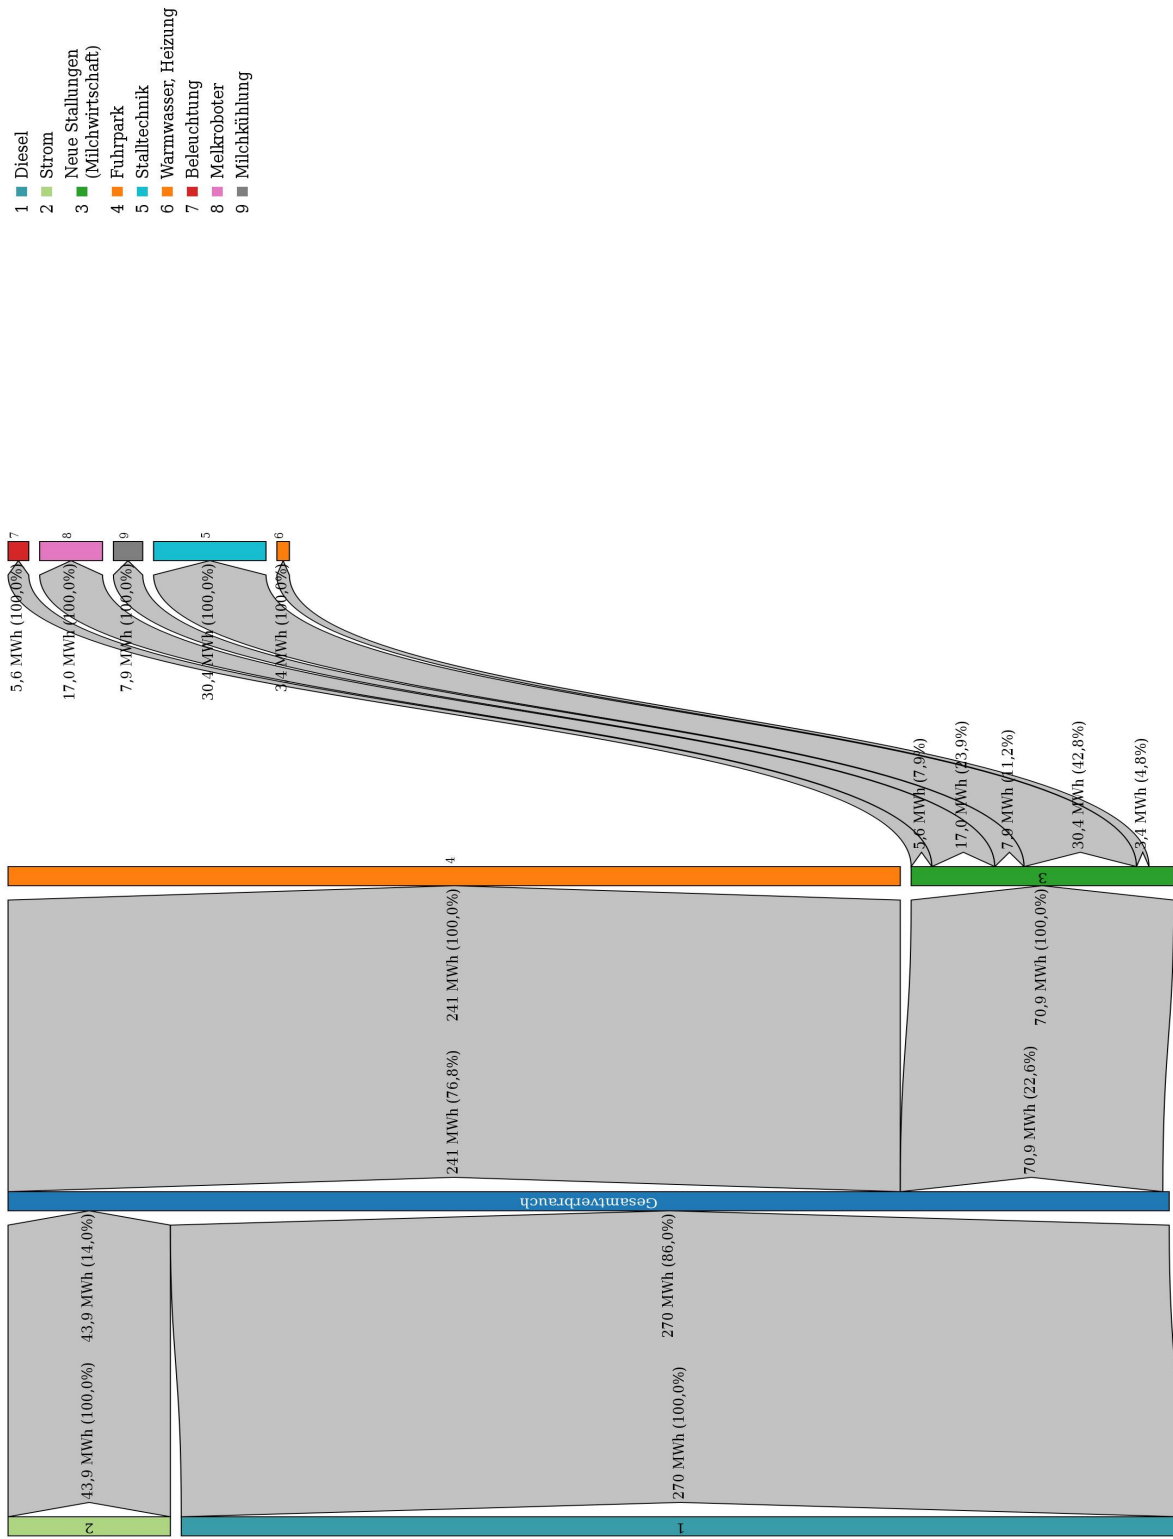 1 Diesel
2 Strom
3 Neue Stallungen
(Milchwirtschaft)
4 Fuhrpark
5 Stalltechnik
6 Warmwasser, Heizung
7 Beleuchtung
8 Melkroboter
9 Milchkühlung
2
43,9 MWh (100,0%)
43,9 MWh (14,0%)
1
270 MWh (100,0%)
270 MWh (86,0%)
Gesamtverbrauch
241 MWh (76,8%)
241 MWh (100,0%)
4
70,9 MWh (22,6%)
70,9 MWh (100,0%)
3
5,6 MWh (7,9%)
17,0 MWh (23,9%)
7,9 MWh (11,2%)
30,4 MWh (42,8%)
3,4 MWh (4,8%)
5,6 MWh (100,0%)
7
17,0 MWh (100,0%)
8
7,9 MWh (100,0%)
9
30,4 MWh (100,0%)
5
3,4 MWh (100,0%)
6